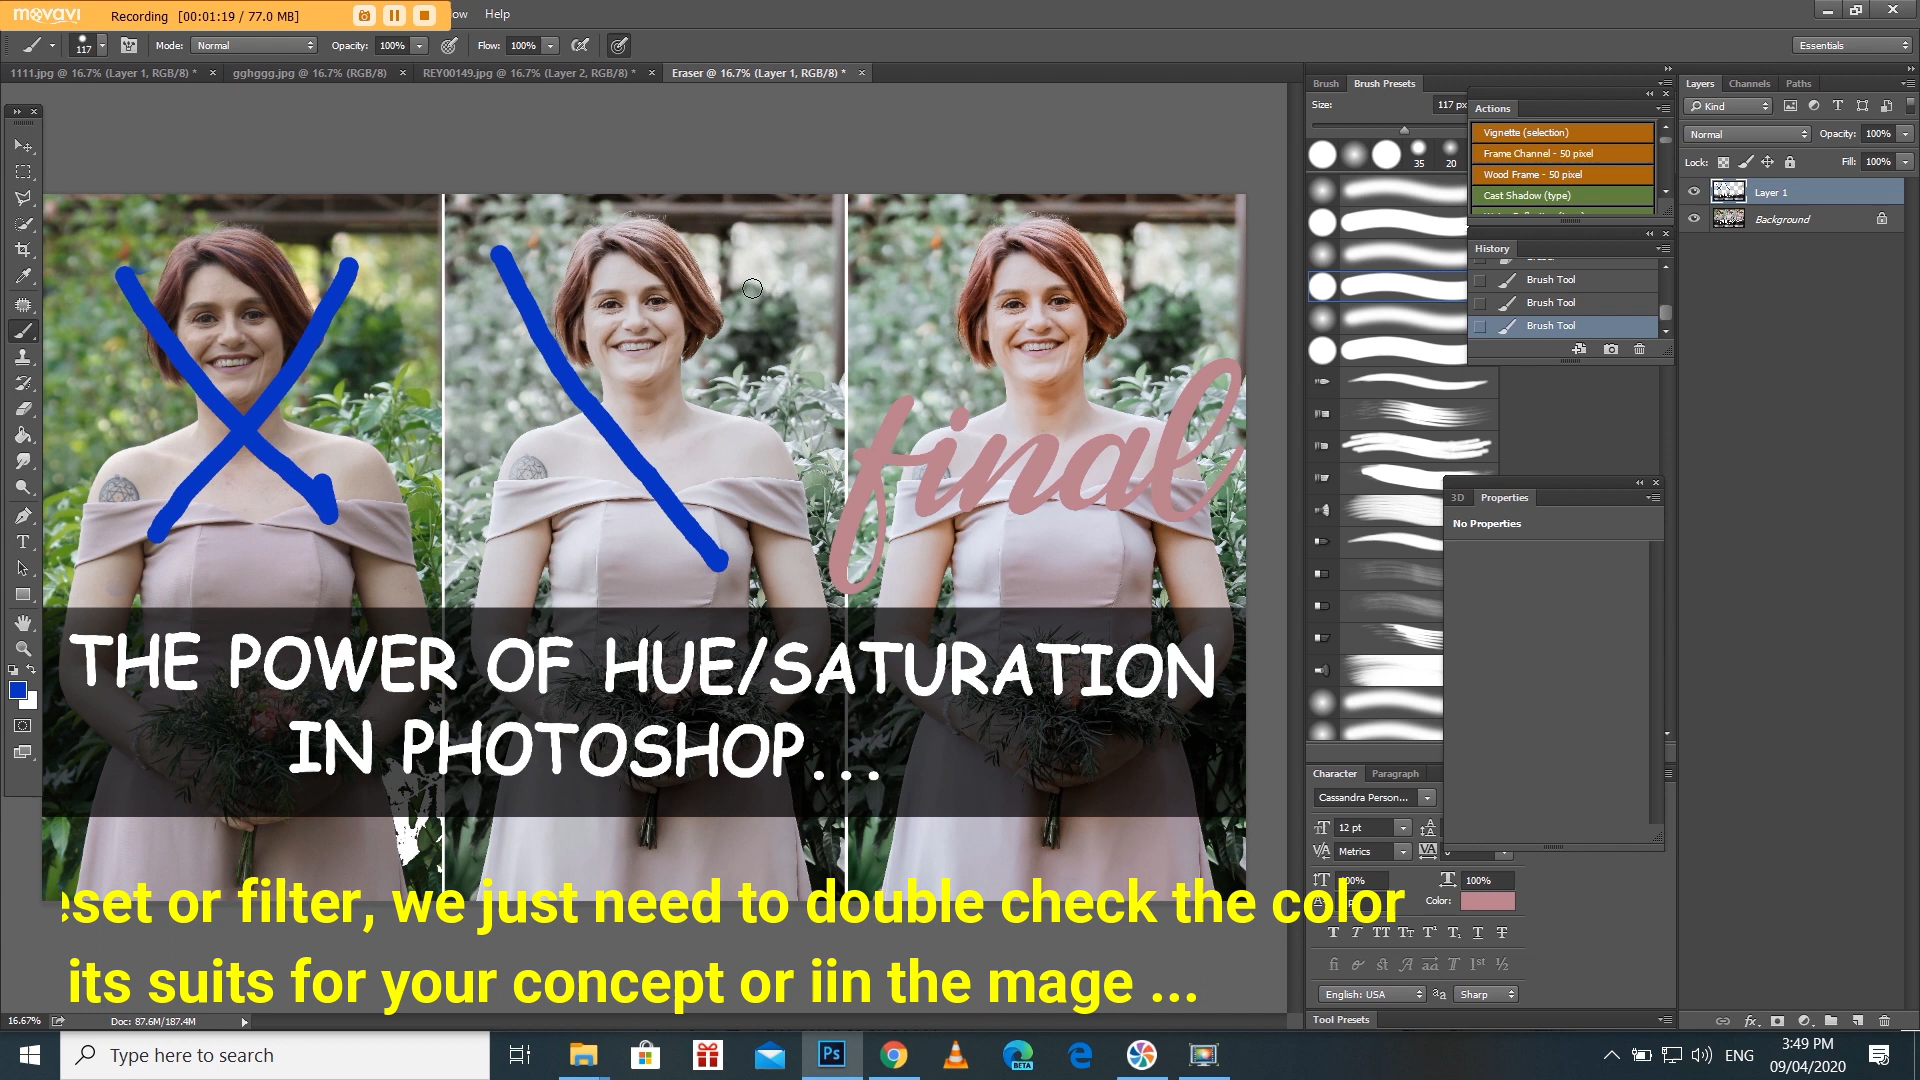 movavi
Recording [00:01:19 / 77.0 MB]
Help
117
Mode: Normal
Opacity: 100%
Flow: 100%
Essentials
1111.jpg @ 16.7% (Layer 1, RGB/8) *
gghggg.jpg @ 16.7% (RGB/8)
REY00149.jpg @ 16.7% (Layer 2, RGB/8) *
Eraser @ 16.7% (Layer 1, RGB/8) *
Brush
Brush Presets
Size:
117 px
35
20
Actions
Vignette (selection)
Frame Channel - 50 pixel
Wood Frame - 50 pixel
Cast Shadow (type)
History
Brush Tool
Brush Tool
Brush Tool
3D
Properties
No Properties
Layers
Channels
Paths
Kind
Normal
Opacity: 100%
Lock:
Fill: 100%
Layer 1
Background
final
THE POWER OF HUE/SATURATION
IN PHOTOSHOP...
set or filter, we just need to double check the color
its suits for your concept or iin the mage ...
Character
Paragraph
Cassandra Person...
12 pt
Metrics
100%
100%
Color:
English: USA
Sharp
Tool Presets
16.67%
Doc: 87.6M/187.4M
Type here to search
Ps
BETA
ENG
3:49 PM
09/04/2020